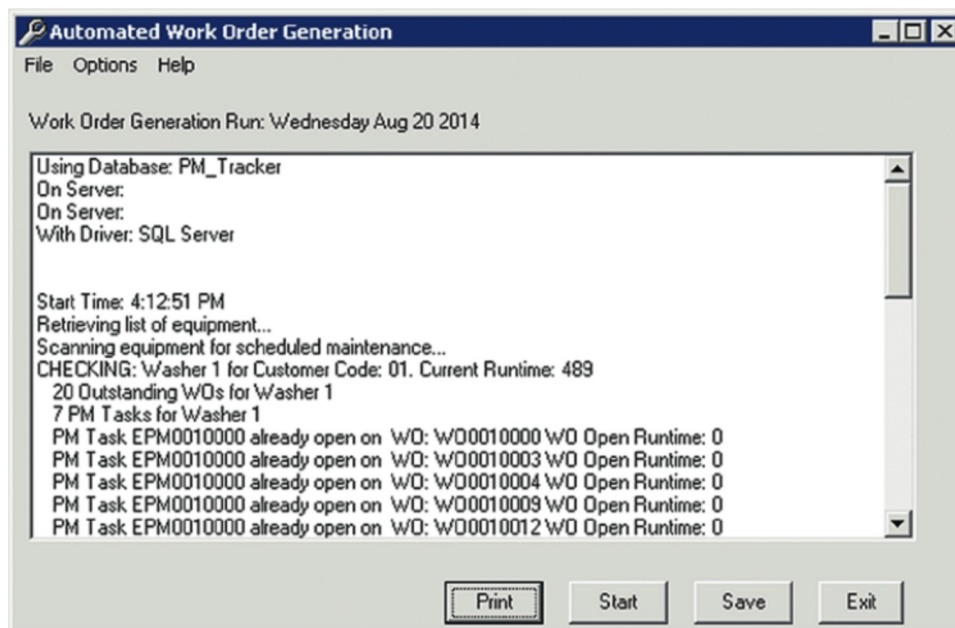 Automated Work Order Generation
File Options Help
Work Order Generation Run: Wednesday Aug 20 2014
Using Database: PM_Tracker
On Server:
On Server:
With Driver: SQL Server
Start Time: 4:12:51 PM
Retrieving list of equipment...
Scanning equipment for scheduled maintenance...
CHECKING: Washer 1 for Customer Code: 01. Current Runtime: 489
20 Outstanding WOs for Washer 1
7 PM Tasks for Washer 1
PM Task EPM0010000 already open on WO: WO0010000 WO Open Runtime: 0
PM Task EPM0010000 already open on WO: WO0010003 WO Open Runtime: 0
PM Task EPM0010000 already open on WO: WO0010004 WO Open Runtime: 0
PM Task EPM0010000 already open on WO: WO0010009 WO Open Runtime: 0
PM Task EPM0010000 already open on WO: WO0010012 WO Open Runtime: 0
Print Start Save Exit